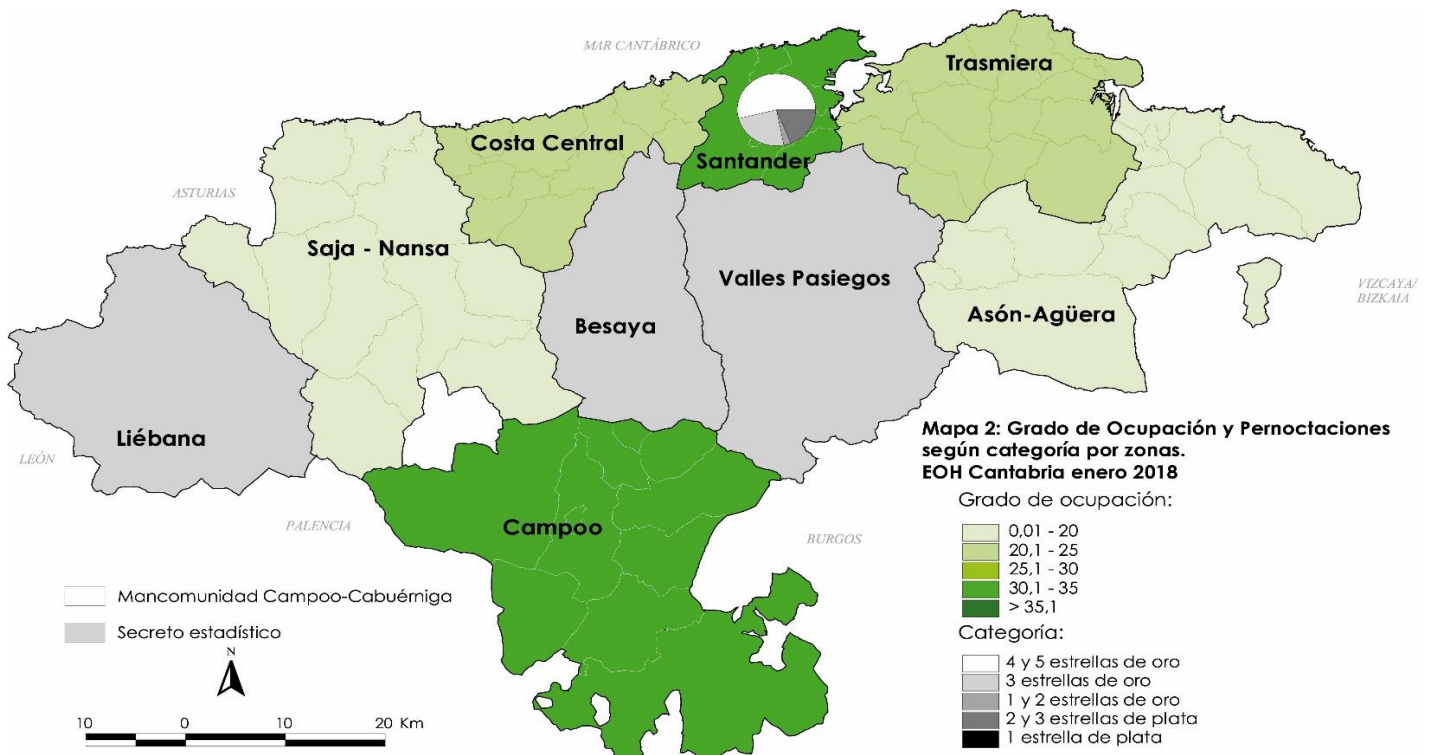 MAR CANTÁBRICO
Trasmiera
Costa Central
Santander
ASTURIAS
Saja - Nansa
Valles Pasiegos
VIZCAYA/
BIZKAIA
Besaya
Asón-Agüera
Liébana
LEÓN
PALENCIA
Campoo
BURGOS
Mapa 2: Grado de Ocupación y Pernoctaciones
según categoría por zonas.
EOH Cantabria enero 2018
Grado de ocupación:
0,01 - 20
20,1 - 25
25,1 - 30
30,1 - 35
> 35,1
Categoría:
4 y 5 estrellas de oro
3 estrellas de oro
1 y 2 estrellas de oro
2 y 3 estrellas de plata
1 estrella de plata
Mancomunidad Campoo-Cabuérniga
Secreto estadístico
N
10 0 10 20 Km